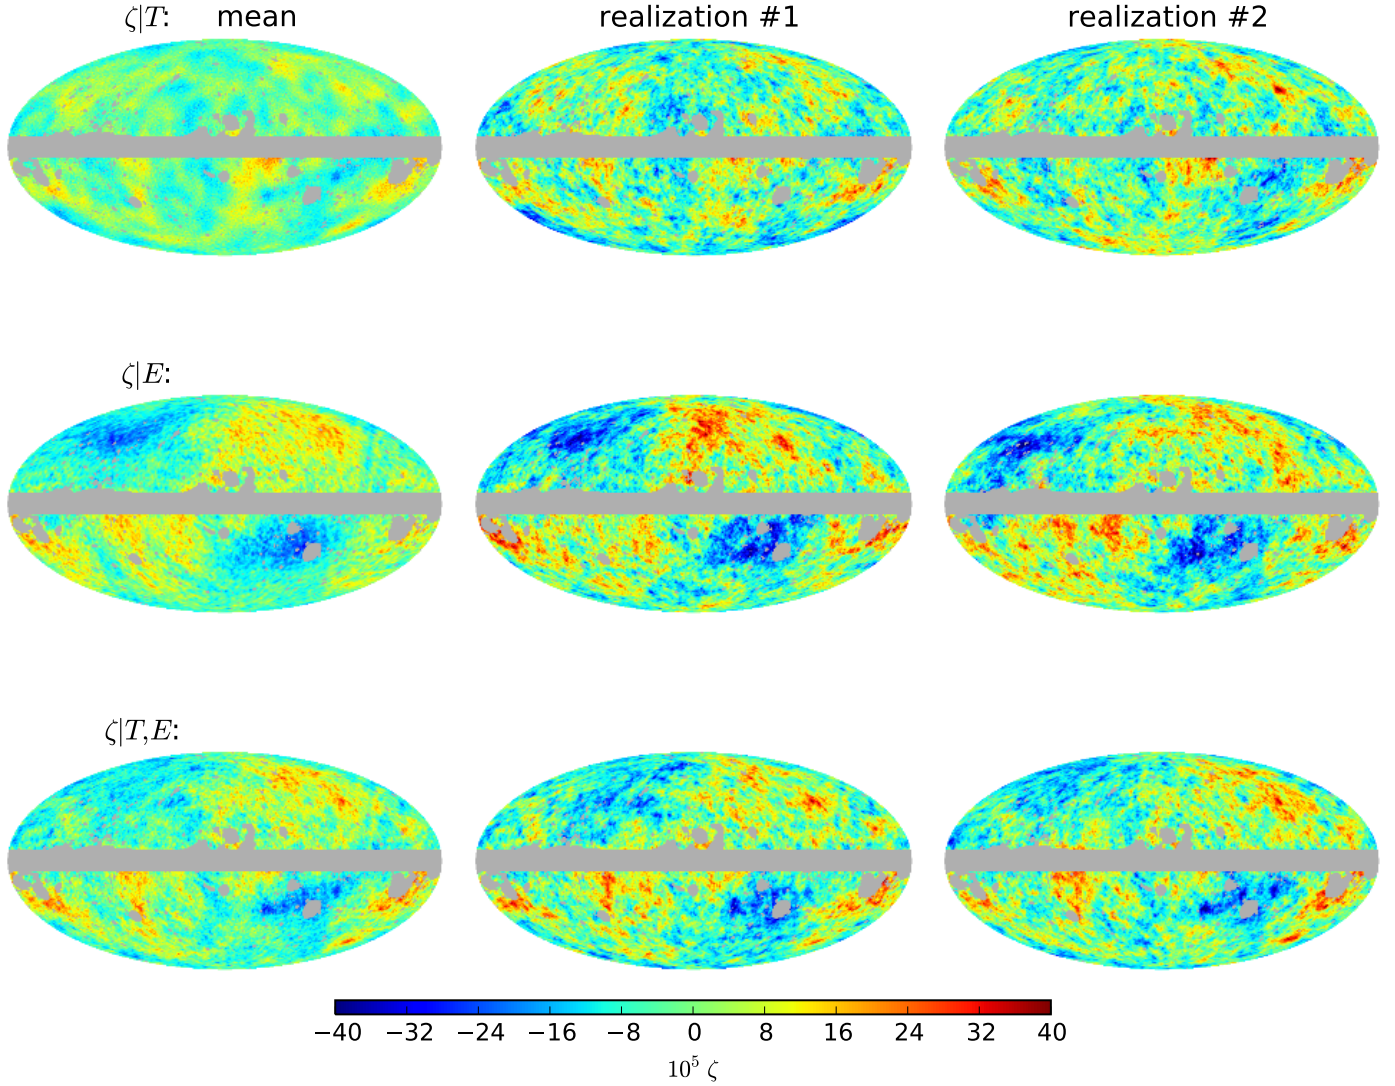 ζ|T: mean realization #1 realization #2
ζ|E:
ζ|T,E:
−40 −32 −24 −16 −8 0 8 16 24 32 40
10⁵ ζ